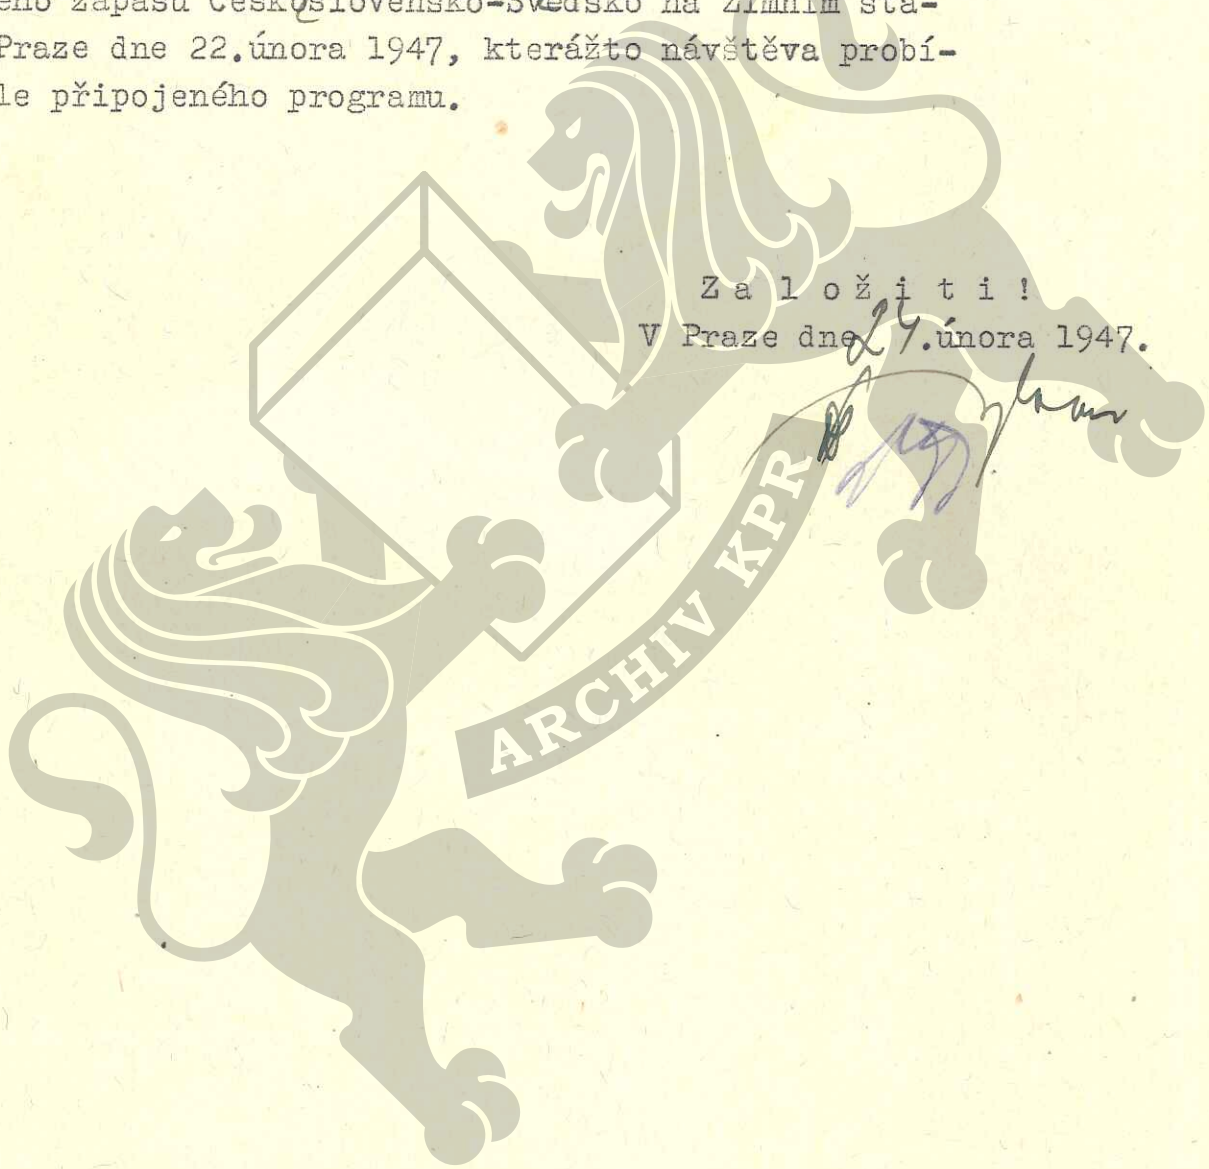 ého zápasu Československo-Švédsko na Zimním sta-
Praze dne 22.února 1947, kterážto návštěva probí-
le připojeného programu.
Z a l o ž i t i !
V Praze dne 24.února 1947.
ARCHIV KPR